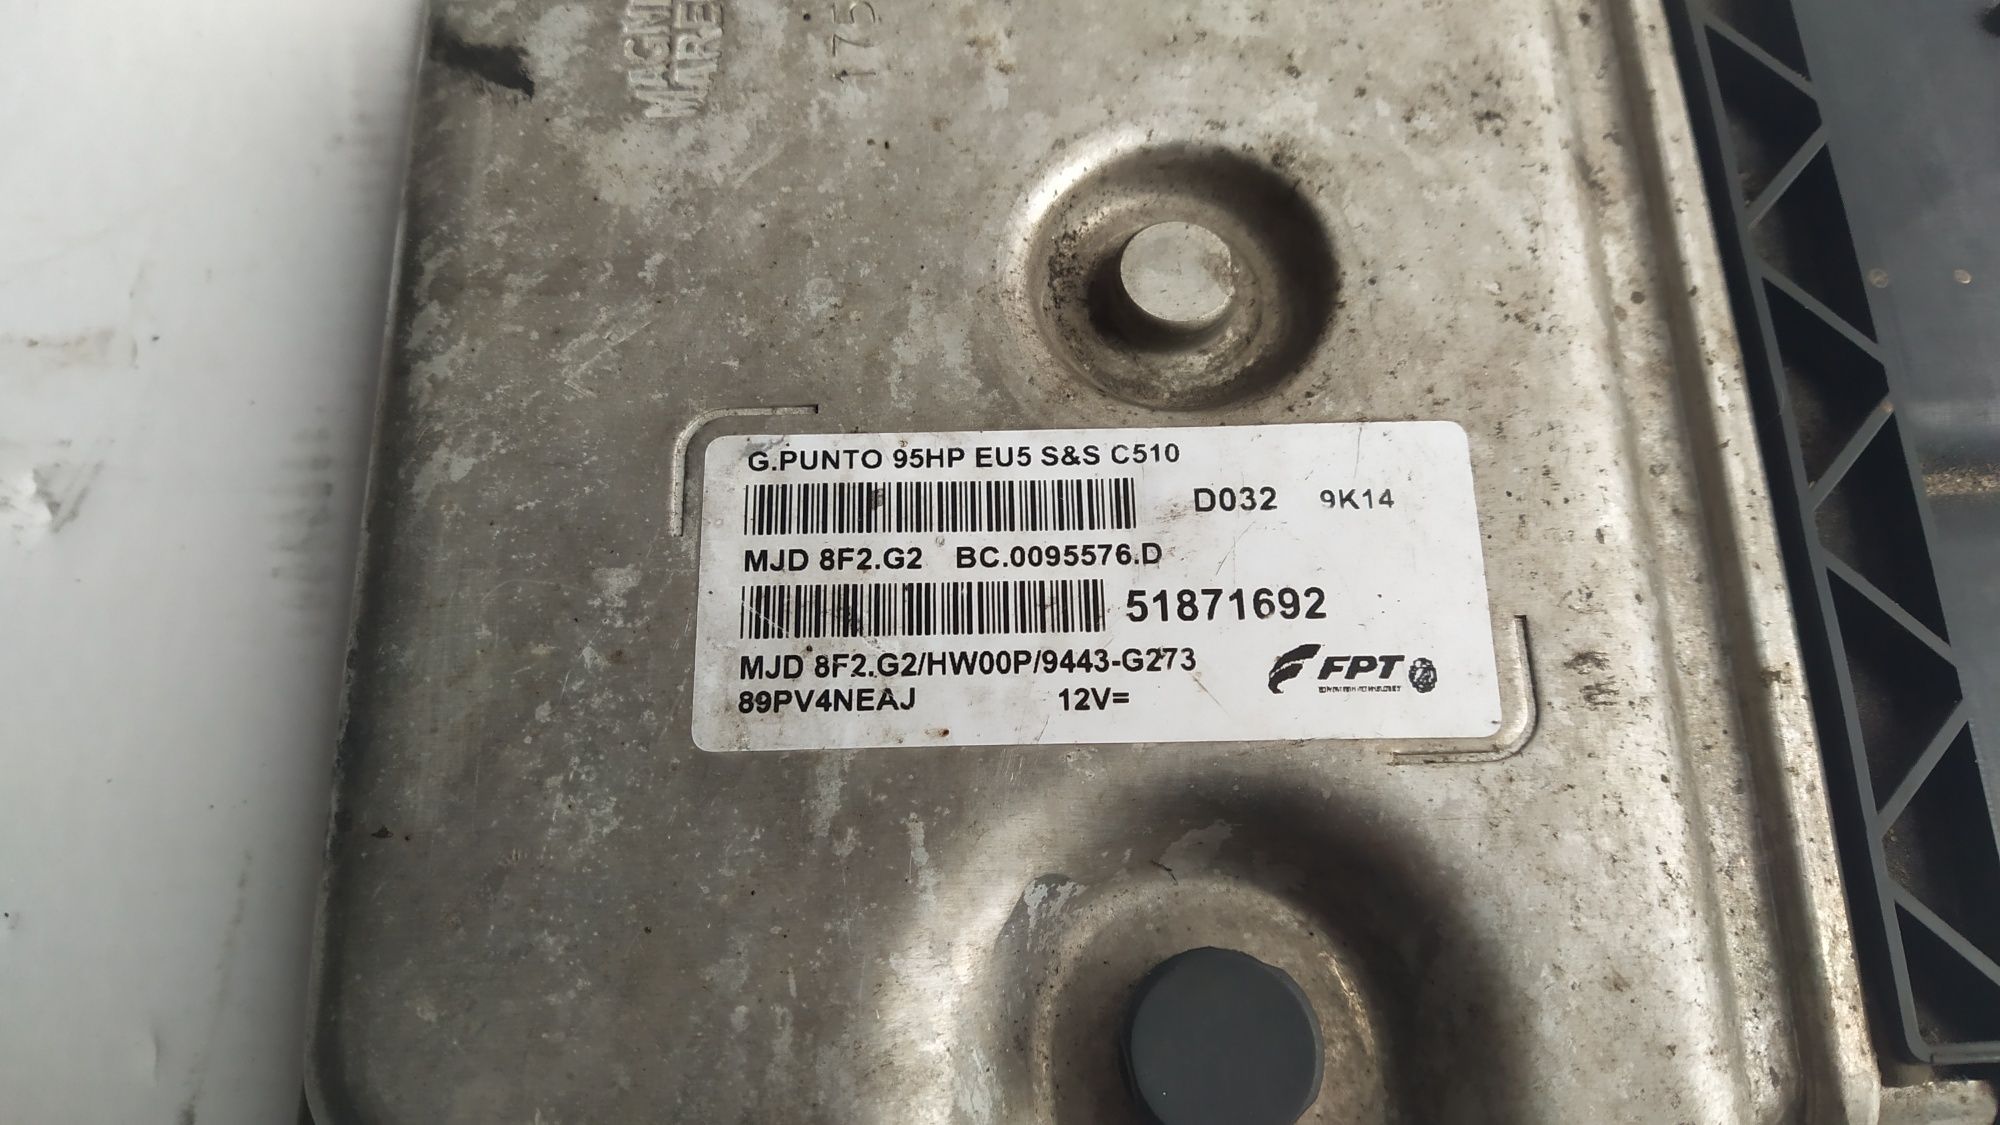 175
G.PUNTO 95HP EU5 S&S C510
D032 9K14
MJD 8F2.G2 BC.0095576.D
51871692
MJD 8F2.G2/HW00P/9443-G273
FPT
89PV4NEAJ 12V=